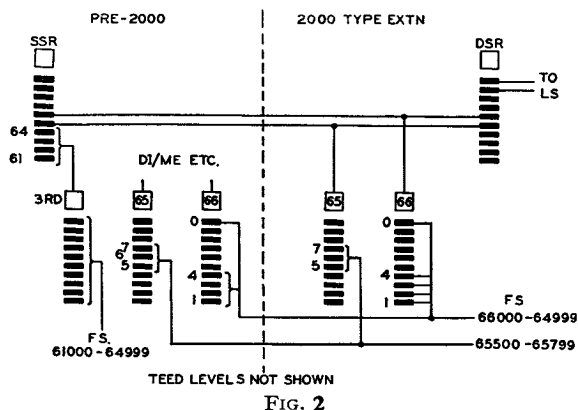 PRE-2000 2000 TYPE EXTN
SSR DSR
TO
LS
64
61
DI/ME ETC.
3RD 65 66 65 66
0 0
7 7
6
5 4 5 4
1 1
FS
66000-64999
FS.
61000-64999
65500-65799
TEED LEVELS NOT SHOWN
FIG. 2